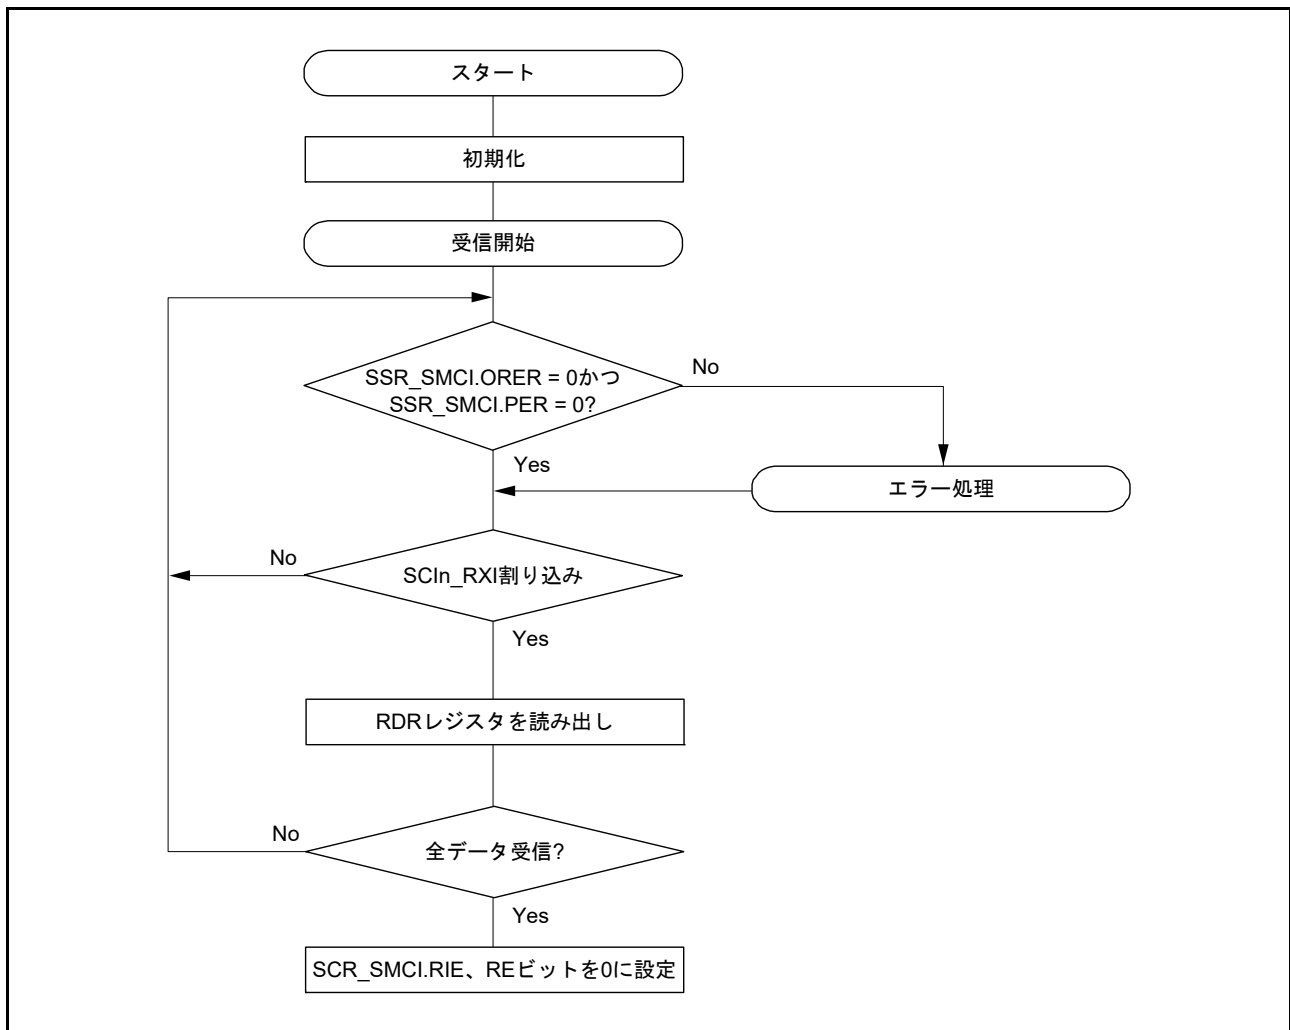 スタート
初期化
受信開始
SSR_SMCI.ORER = 0かつ
SSR_SMCI.PER = 0?
No
Yes
エラー処理
SCIn_RXI割り込み
No
Yes
RDRレジスタを読み出し
全データ受信?
No
Yes
SCR_SMCI.RIE、REビットを0に設定